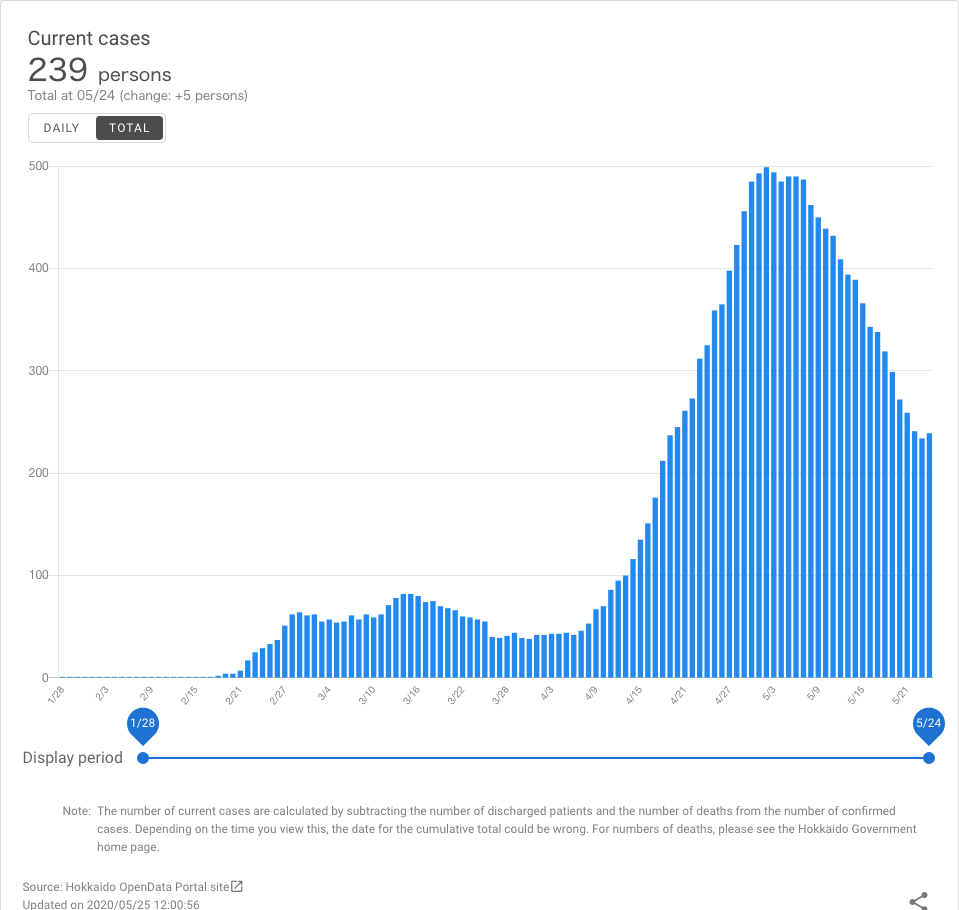 Current cases
239 persons
Total at 05/24 (change: +5 persons)
DAILY TOTAL
500
400
300
200
100
0
1/28 2/3 2/9 2/15 2/21 2/27 3/4 3/10 3/16 3/22 3/28 4/3 4/9 4/15 4/21 4/27 5/3 5/9 5/15 5/21
1/28 5/24
Display period
Note: The number of current cases are calculated by subtracting the number of discharged patients and the number of deaths from the number of confirmed
cases. Depending on the time you view this, the date for the cumulative total could be wrong. For numbers of deaths, please see the Hokkaido Government
home page.
Source: Hokkaido OpenData Portal site
Updated on 2020/05/25 12:00:56